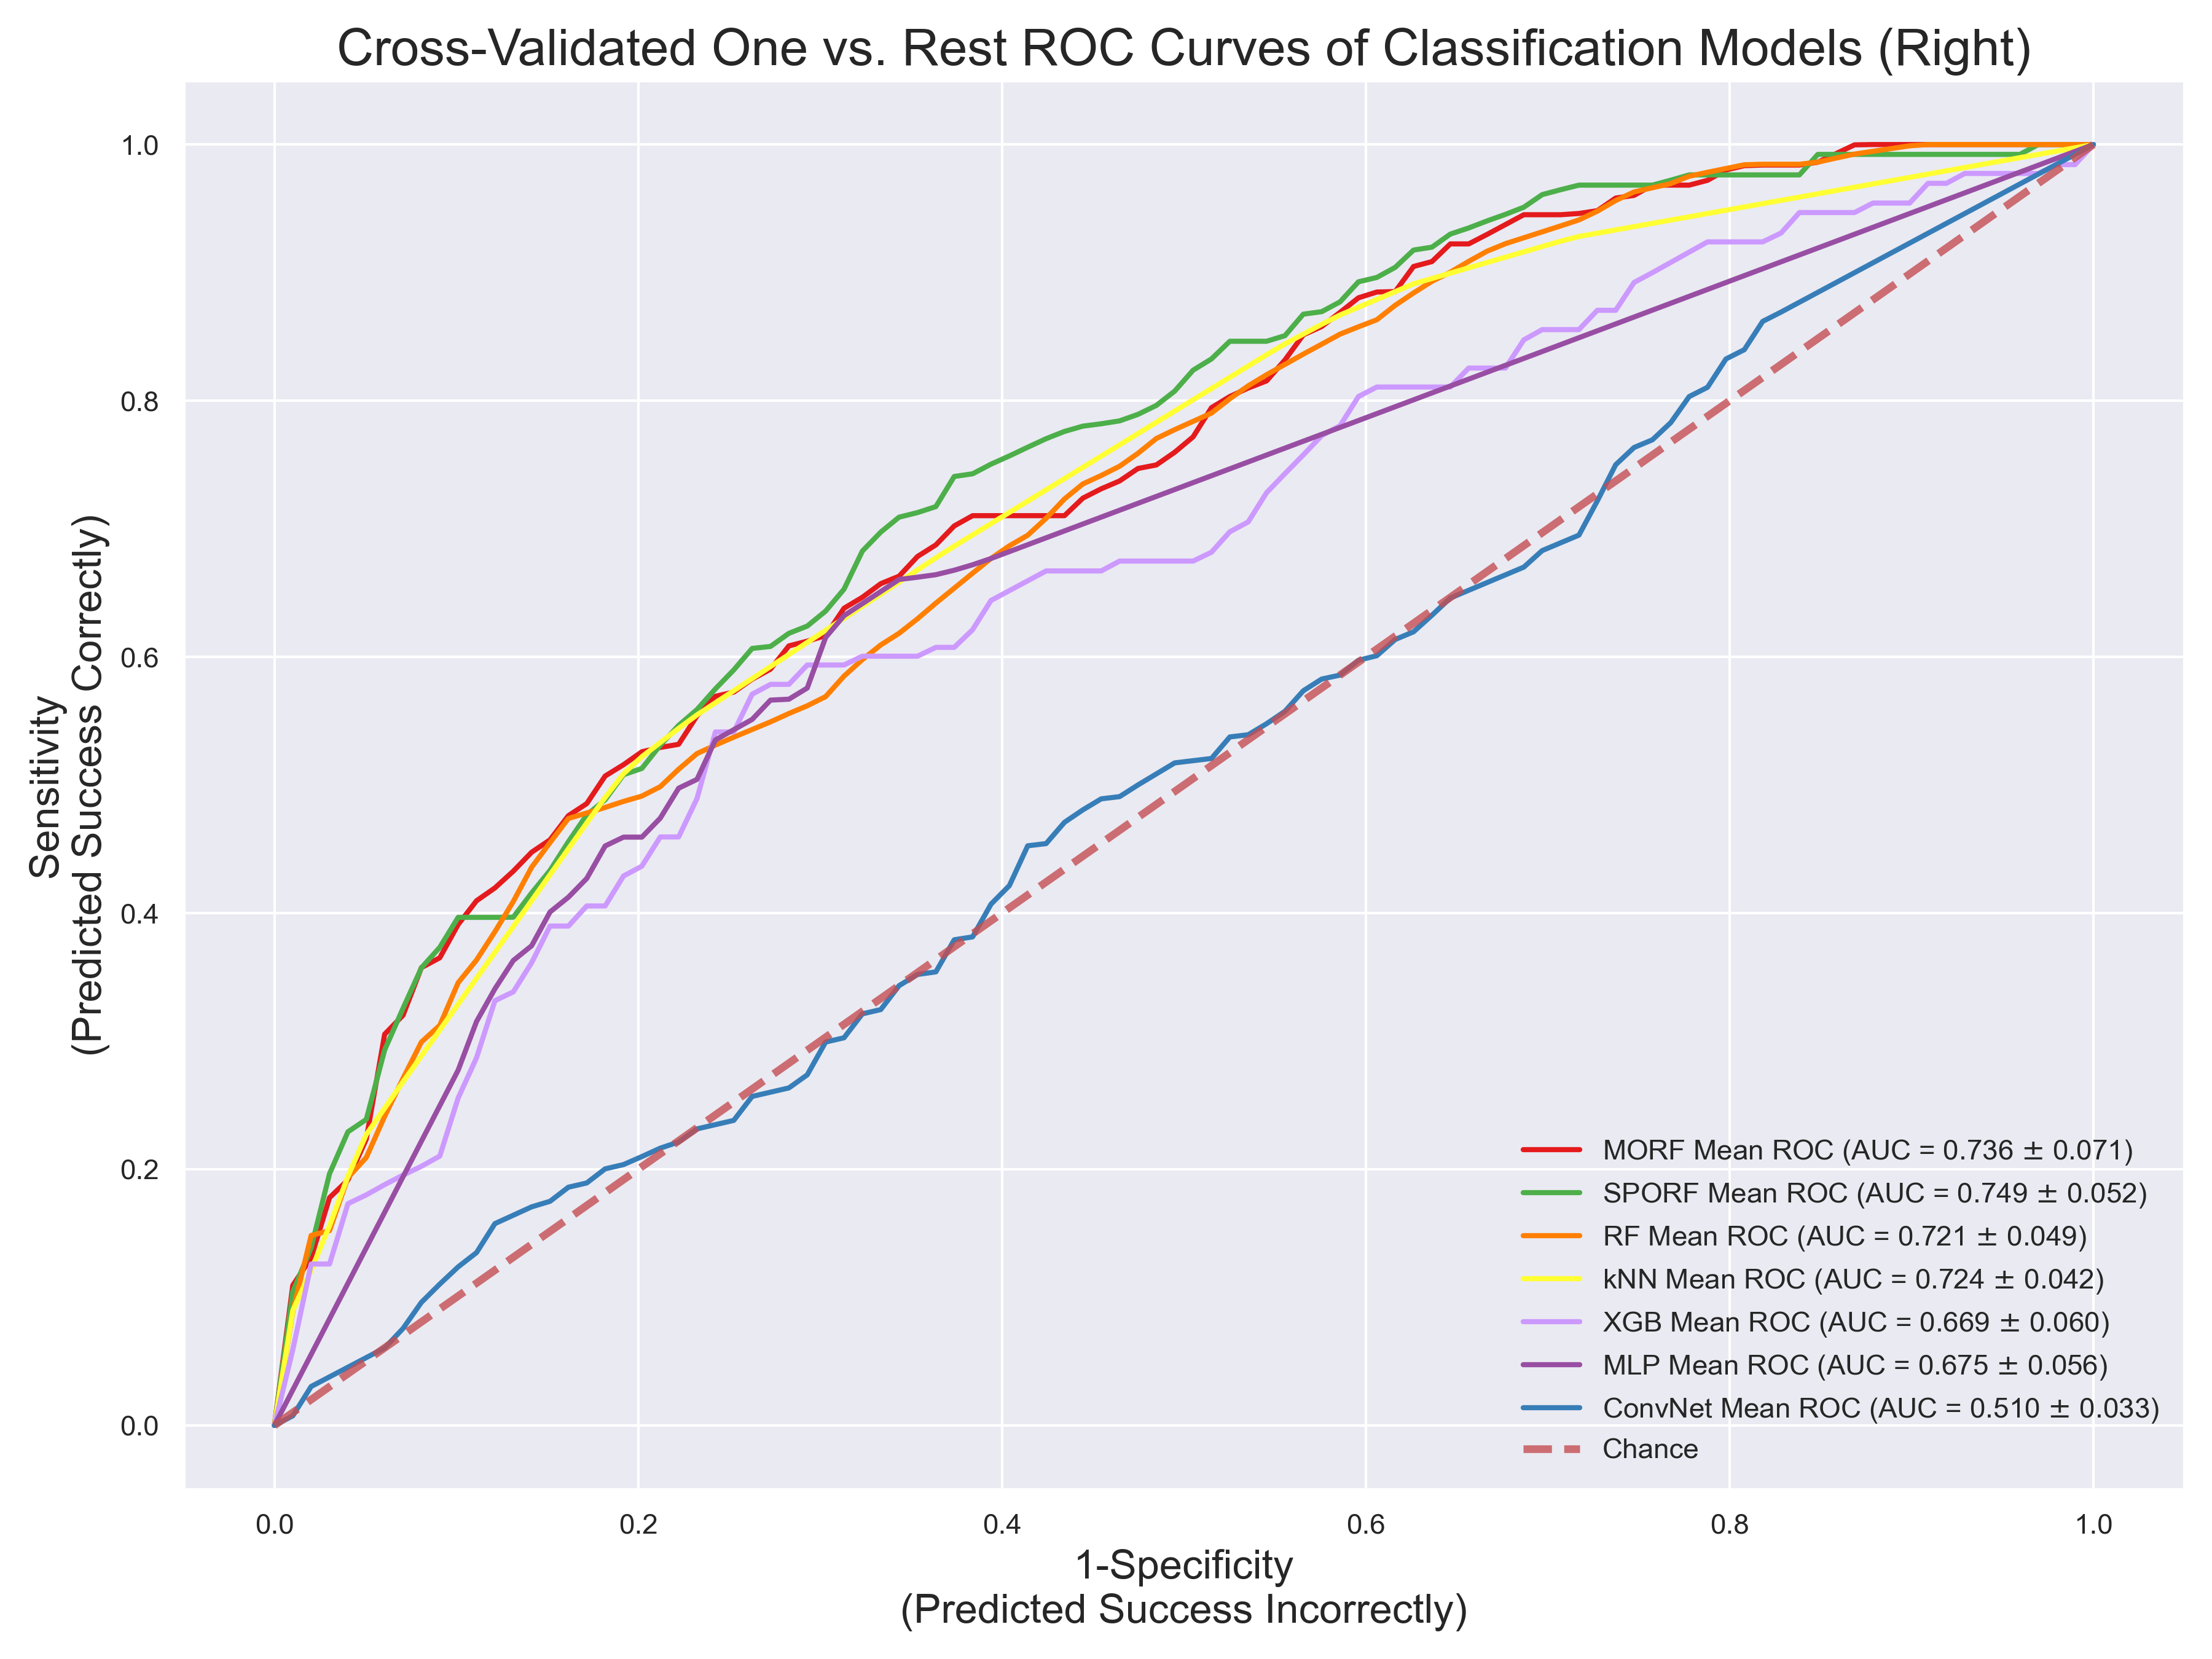 Cross-Validated One vs. Rest ROC Curves of Classification Models (Right)
1.0
0.8
0.6
0.4
0.2
0.0
Sensitivity
(Predicted Success Correctly)
MORF Mean ROC (AUC = 0.736 ± 0.071)
SPORF Mean ROC (AUC = 0.749 ± 0.052)
RF Mean ROC (AUC = 0.721 ± 0.049)
kNN Mean ROC (AUC = 0.724 ± 0.042)
XGB Mean ROC (AUC = 0.669 ± 0.060)
MLP Mean ROC (AUC = 0.675 ± 0.056)
ConvNet Mean ROC (AUC = 0.510 ± 0.033)
Chance
0.0 0.2 0.4 0.6 0.8 1.0
1-Specificity
(Predicted Success Incorrectly)